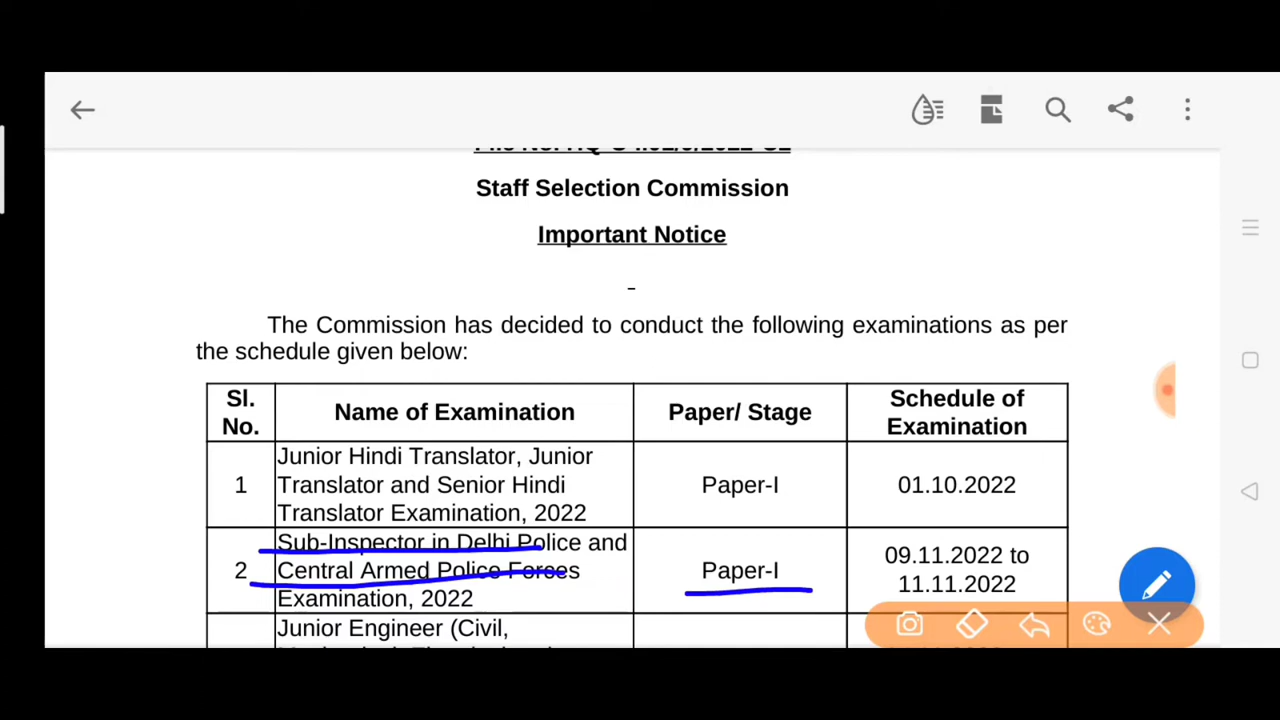 Staff Selection Commission
Important Notice
-
The Commission has decided to conduct the following examinations as per
the schedule given below:
Sl. No.
Name of Examination
Paper/ Stage
Schedule of Examination
1
Junior Hindi Translator, Junior
Translator and Senior Hindi
Translator Examination, 2022
Paper-I
01.10.2022
2
Sub-Inspector in Delhi Police and
Central Armed Police Forces
Examination, 2022
Paper-I
09.11.2022 to
11.11.2022
Junior Engineer (Civil,